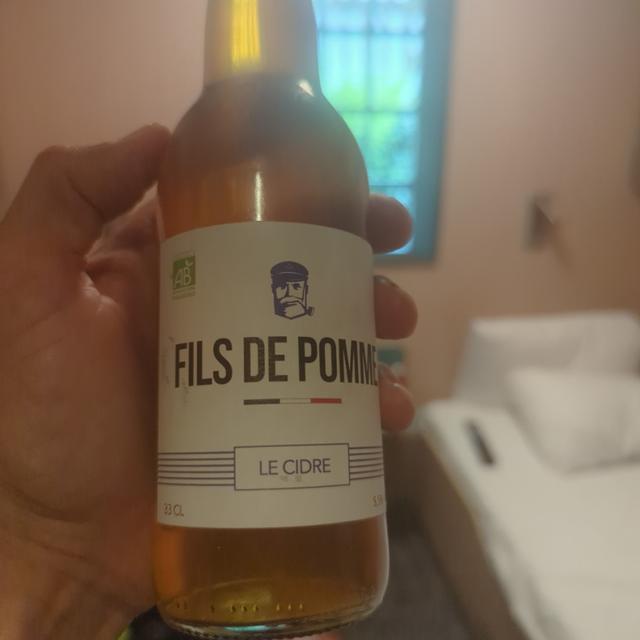 AB
FILS DE POMME
LE CIDRE
33 CL